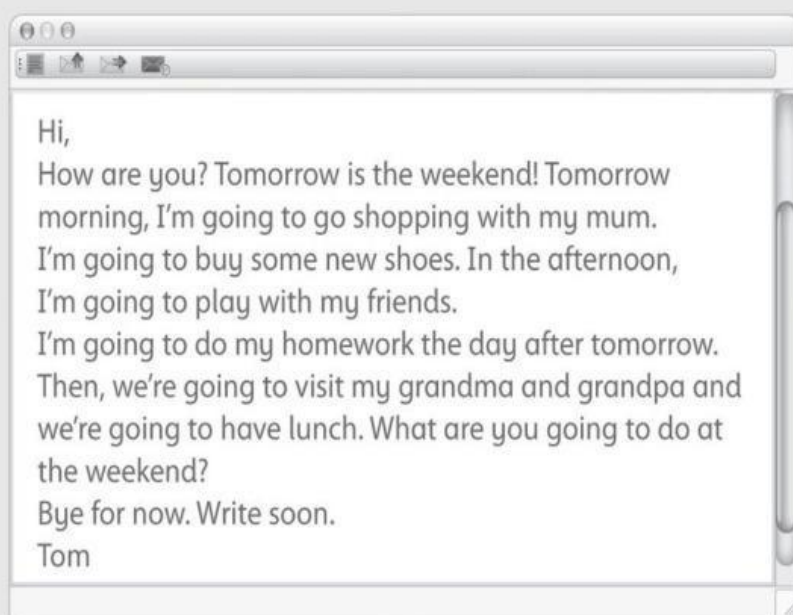 Hi,
How are you? Tomorrow is the weekend! Tomorrow
morning, I'm going to go shopping with my mum.
I'm going to buy some new shoes. In the afternoon,
I'm going to play with my friends.
I'm going to do my homework the day after tomorrow.
Then, we're going to visit my grandma and grandpa and
we're going to have lunch. What are you going to do at
the weekend?
Bye for now. Write soon.
Tom